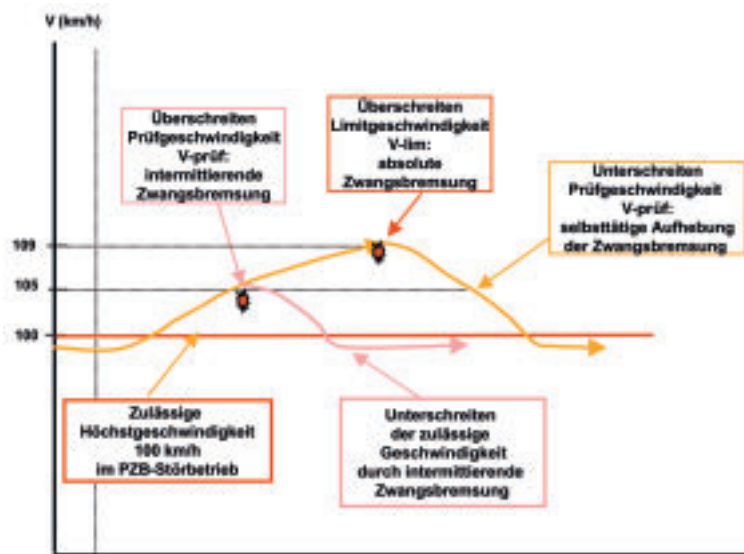 V (km/h)
Überschreiten
Prüfgeschwindigkeit
V-prüf:
intermittierende
Zwangsbremsung
Überschreiten
Limitgeschwindigkeit
V-lim:
absolute
Zwangsbremsung
Unterschreiten
Prüfgeschwindigkeit
V-prüf:
selbsttätige Aufhebung
der Zwangsbremsung
109
105
100
Zulässige
Höchstgeschwindigkeit
100 km/h
im PZB-Störbetrieb
Unterschreiten
der zulässige
Geschwindigkeit
durch intermittierende
Zwangsbremsung